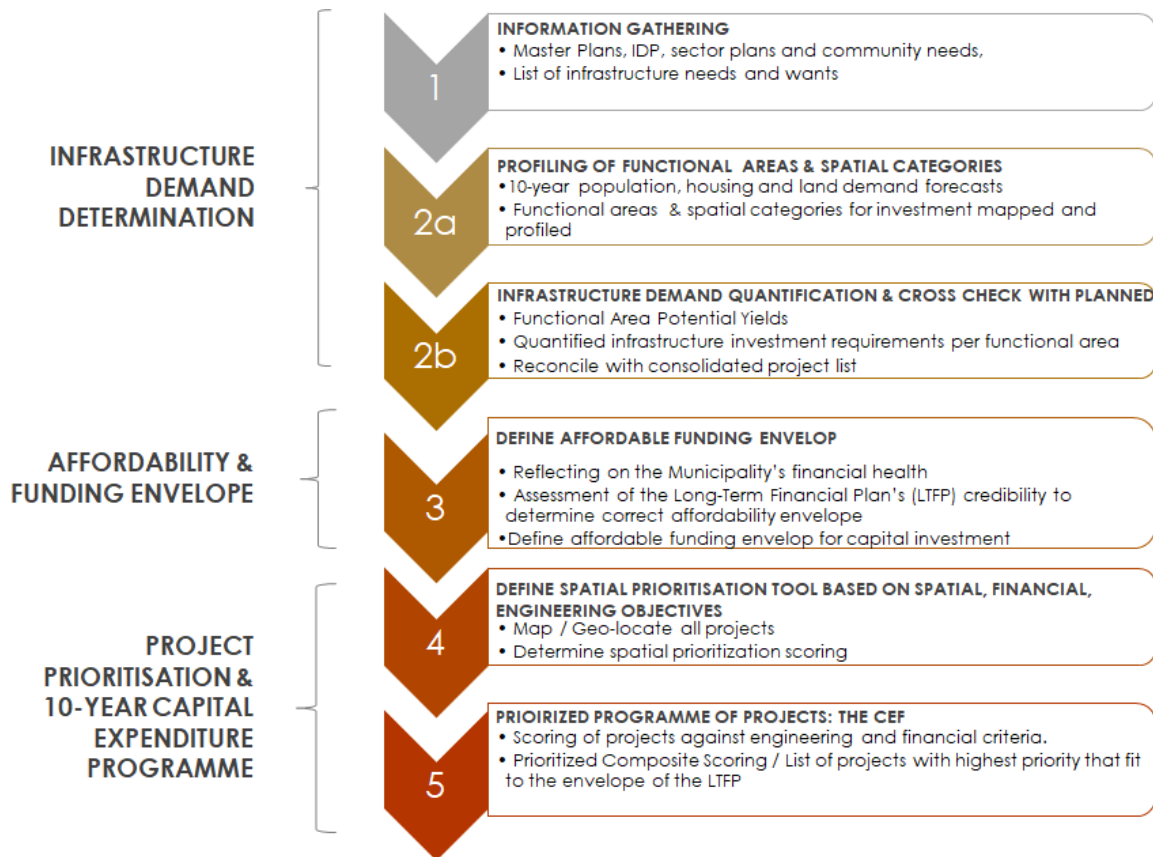 INFRASTRUCTURE
DEMAND
DETERMINATION
1
INFORMATION GATHERING
• Master Plans, IDP, sector plans and community needs,
• List of infrastructure needs and wants
2a
PROFILING OF FUNCTIONAL AREAS & SPATIAL CATEGORIES
•10-year population, housing and land demand forecasts
• Functional areas & spatial categories for investment mapped and
profiled
2b
INFRASTRUCTURE DEMAND QUANTIFICATION & CROSS CHECK WITH PLANNED
• Functional Area Potential Yields
• Quantified infrastructure investment requirements per functional area
• Reconcile with consolidated project list
AFFORDABILITY &
FUNDING ENVELOPE
3
DEFINE AFFORDABLE FUNDING ENVELOP
• Reflecting on the Municipality's financial health
• Assessment of the Long-Term Financial Plan's (LTFP) credibility to
determine correct affordability envelope
•Define affordable funding envelop for capital investment
PROJECT
PRIORITISATION &
10-YEAR CAPITAL
EXPENDITURE
PROGRAMME
4
DEFINE SPATIAL PRIORITISATION TOOL BASED ON SPATIAL, FINANCIAL,
ENGINEERING OBJECTIVES
• Map / Geo-locate all projects
• Determine spatial prioritization scoring
5
PRIOIRIZED PROGRAMME OF PROJECTS: THE CEF
• Scoring of projects against engineering and financial criteria.
• Prioritized Composite Scoring / List of projects with highest priority that fit
to the envelope of the LTFP